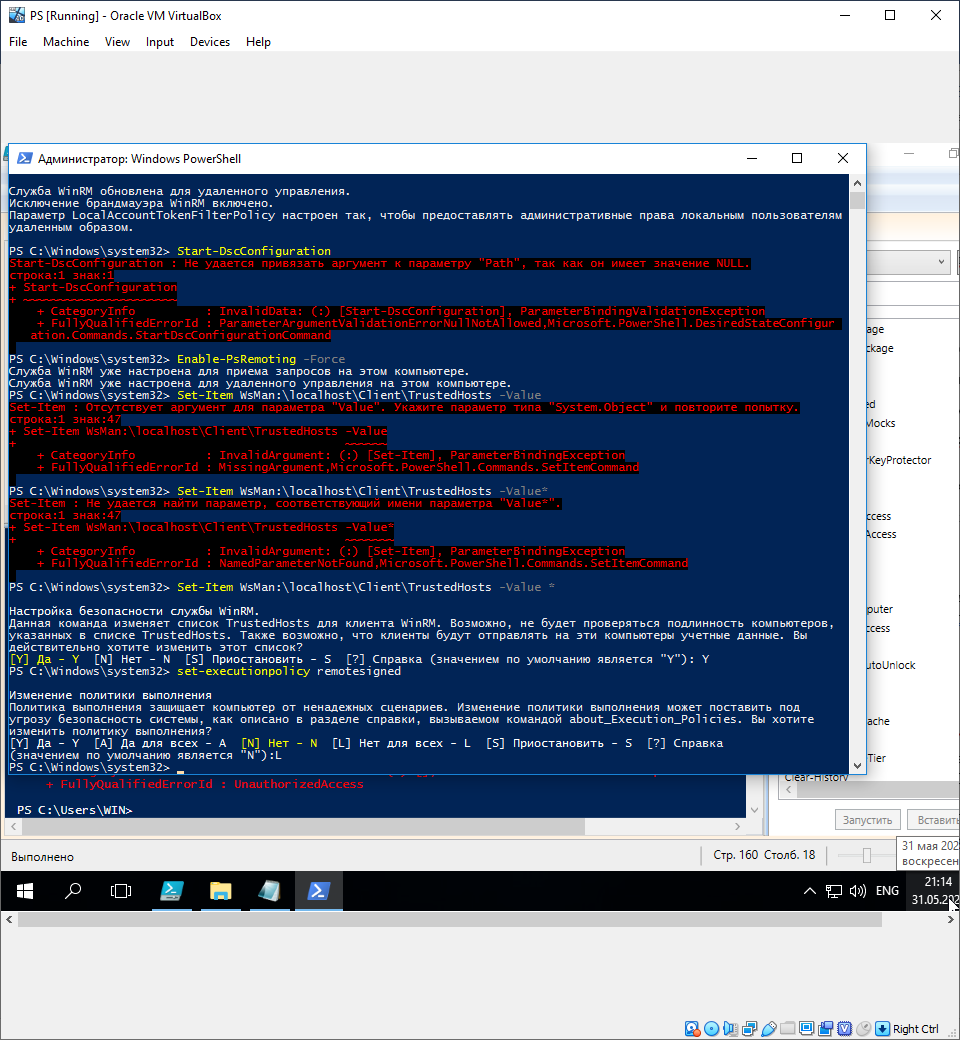 PS [Running] - Oracle VM VirtualBox
File Machine View Input Devices Help
Администратор: Windows PowerShell
Служба WinRM обновлена для удаленного управления.
Исключение брандмауэра WinRM включено.
Параметр LocalAccountTokenFilterPolicy настроен так, чтобы предоставлять административные права локальным пользователям
удаленным образом.
PS C:\Windows\system32> Start-DscConfiguration
Start-DscConfiguration : Не удается привязать аргумент к параметру "Path", так как он имеет значение NULL.
строка:1 знак:1
+ Start-DscConfiguration
+ ~~~~~~~~~~~~~~~~~~~~~~
+ CategoryInfo : InvalidData: (:) [Start-DscConfiguration], ParameterBindingValidationException
+ FullyQualifiedErrorId : ParameterArgumentValidationErrorNullNotAllowed,Microsoft.PowerShell.DesiredStateConfigur
ation.Commands.StartDscConfigurationCommand
PS C:\Windows\system32> Enable-PsRemoting -Force
Служба WinRM уже настроена для приема запросов на этом компьютере.
Служба WinRM уже настроена для удаленного управления на этом компьютере.
PS C:\Windows\system32> Set-Item WsMan:\localhost\Client\TrustedHosts -Value
Set-Item : Отсутствует аргумент для параметра "Value". Укажите параметр типа "System.Object" и повторите попытку.
строка:1 знак:47
+ Set-Item WsMan:\localhost\Client\TrustedHosts -Value
+ ~~~~~~
+ CategoryInfo : InvalidArgument: (:) [Set-Item], ParameterBindingException
+ FullyQualifiedErrorId : MissingArgument,Microsoft.PowerShell.Commands.SetItemCommand
PS C:\Windows\system32> Set-Item WsMan:\localhost\Client\TrustedHosts -Value*
Set-Item : Не удается найти параметр, соответствующий имени параметра "Value*".
строка:1 знак:47
+ Set-Item WsMan:\localhost\Client\TrustedHosts -Value*
+ ~~~~~~~
+ CategoryInfo : InvalidArgument: (:) [Set-Item], ParameterBindingException
+ FullyQualifiedErrorId : NamedParameterNotFound,Microsoft.PowerShell.Commands.SetItemCommand
PS C:\Windows\system32> Set-Item WsMan:\localhost\Client\TrustedHosts -Value *
Настройка безопасности службы WinRM.
Данная команда изменяет список TrustedHosts для клиента WinRM. Возможно, не будет проверяться подлинность компьютеров,
указанных в списке TrustedHosts. Также возможно, что клиенты будут отправлять на эти компьютеры учетные данные. Вы
действительно хотите изменить этот список?
[Y] Да - Y [N] Нет - N [S] Приостановить - S [?] Справка (значением по умолчанию является "Y"): Y
PS C:\Windows\system32> set-executionpolicy remotesigned
Изменение политики выполнения
Политика выполнения защищает компьютер от ненадежных сценариев. Изменение политики выполнения может поставить под
угрозу безопасность системы, как описано в разделе справки, вызываемом командой about_Execution_Policies. Вы хотите
изменить политику выполнения?
[Y] Да - Y [A] Да для всех - A [N] Нет - N [L] Нет для всех - L [S] Приостановить - S [?] Справка
(значением по умолчанию является "N"):L
PS C:\Windows\system32>
+ FullyQualifiedErrorId : UnauthorizedAccess
PS C:\Users\WIN>
age
ckage
ed
Mocks
rKeyProtector
ccess
Access
puter
ccess
utoUnlock
ache
Tier
Clear-History
Запустить Вставить
Выполнено
Стр. 160 Столб. 18
31 мая 202
воскресен
ENG
21:14
31.05.202
Right Ctrl